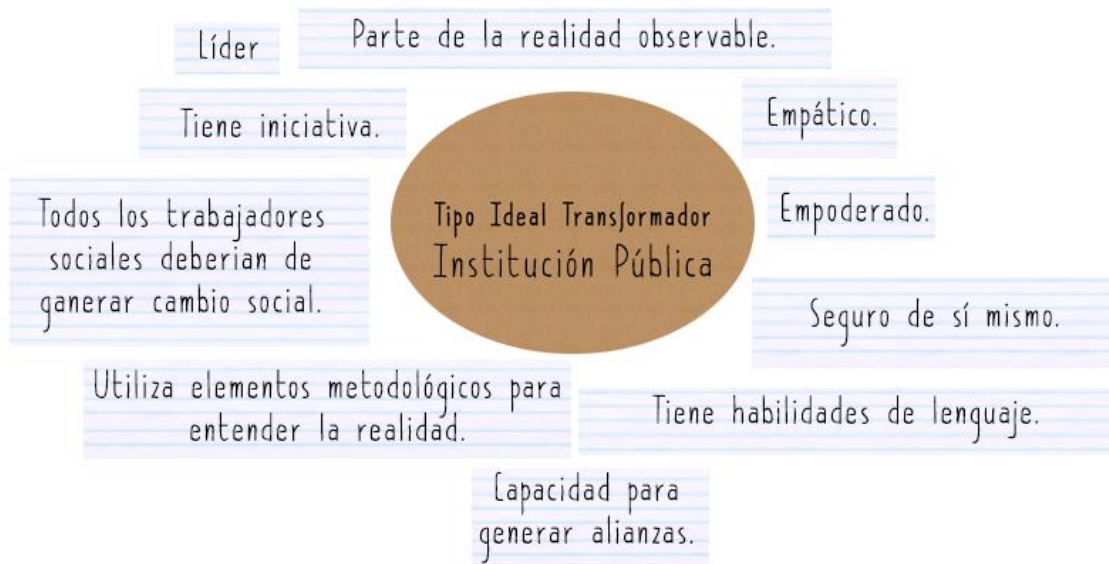 Líder
Parte de la realidad observable.
Tiene iniciativa.
Empático.
Todos los trabajadores
sociales deberian de
ganerar cambio social.
Tipo Ideal Transformador
Institución Pública
Empoderado.
Seguro de sí mismo.
Utiliza elementos metodológicos para
entender la realidad.
Tiene habilidades de lenguaje.
Capacidad para
generar alianzas.